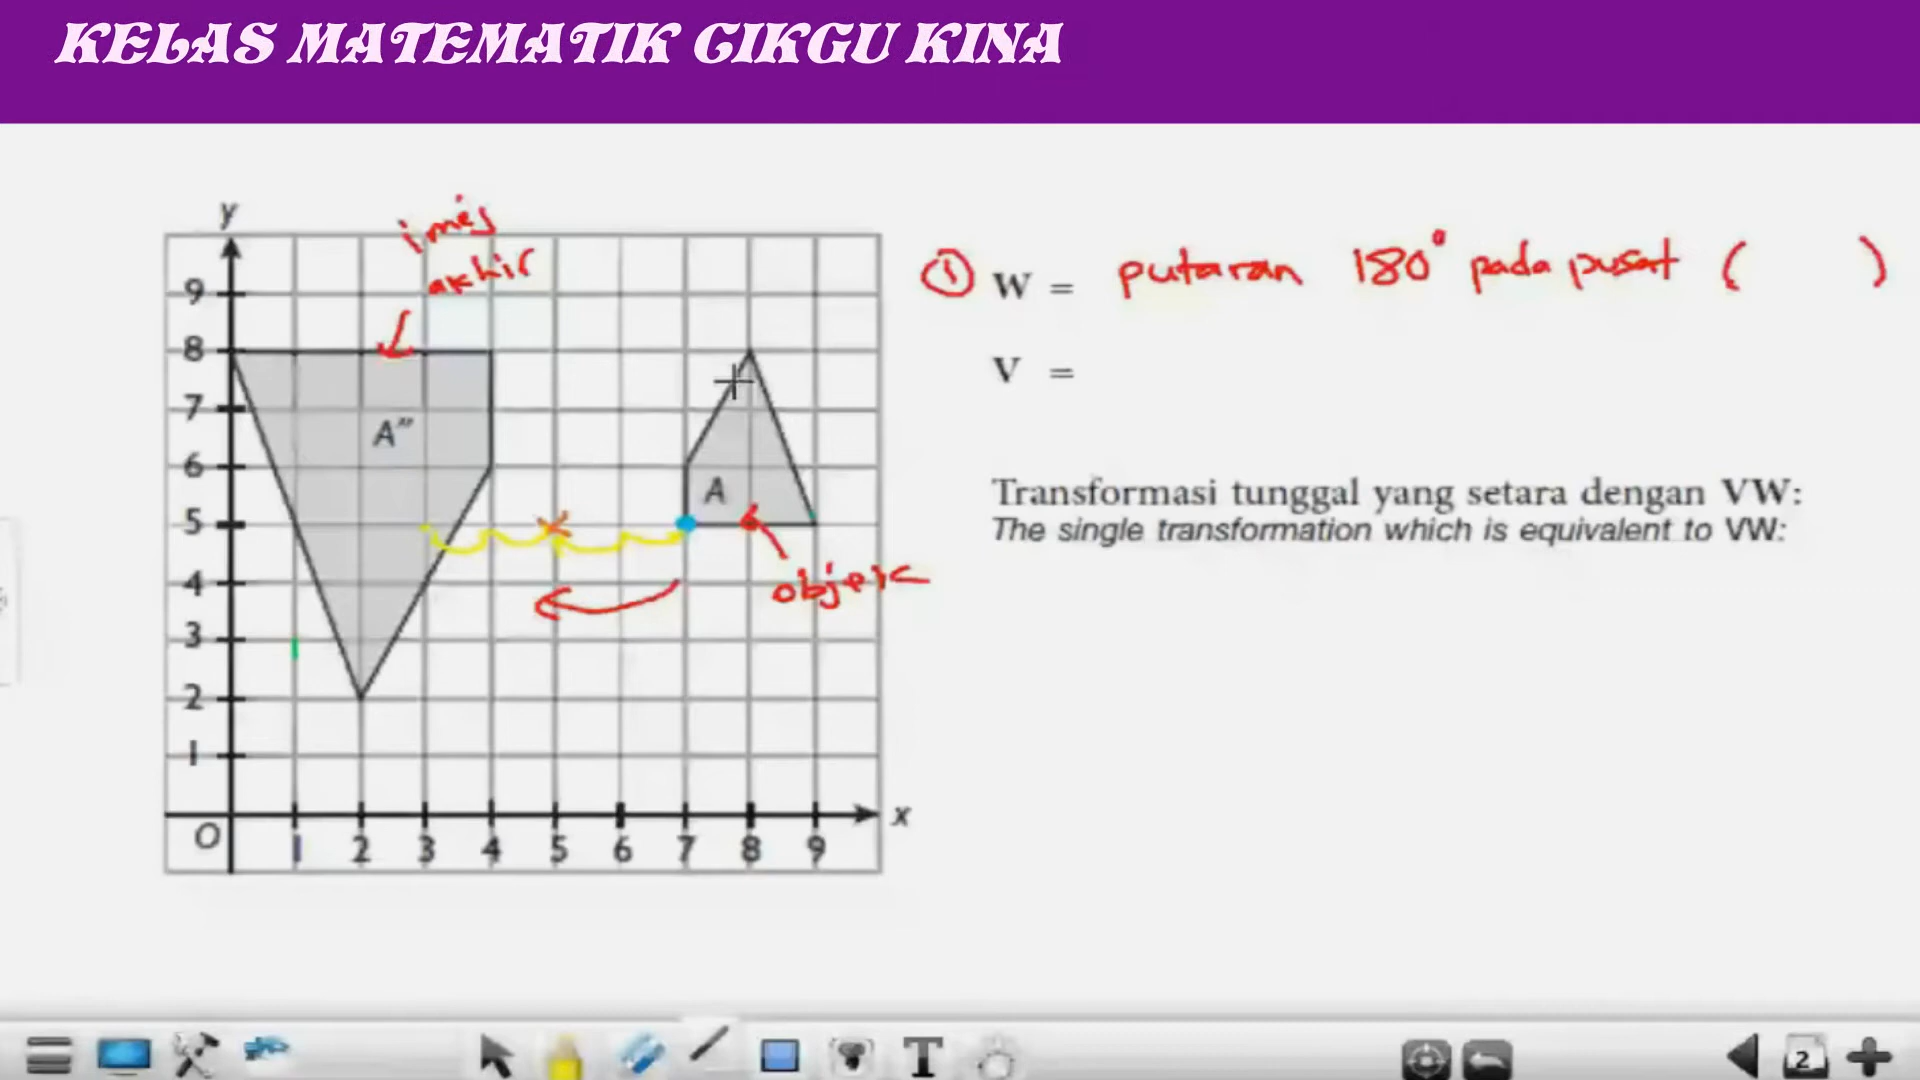 KELAS MATEMATIK CIKGU KINA
y
imej
akhir
① W = putaran 180° pada pusat ( )
V =
9
8
7
6
5
4
3
2
1
A'''
A
objek
Transformasi tunggal yang setara dengan VW:
The single transformation which is equivalent to VW:
O
1 2 3 4 5 6 7 8 9
x
T
2